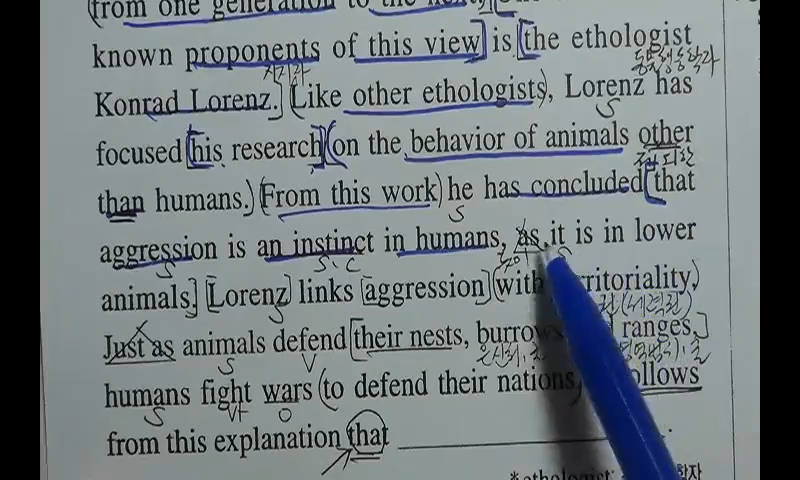 from one generation to the next,
known proponents of this view is the ethologist
지지자
Konrad Lorenz. Like other ethologists, Lorenz has
S
focused his research on the behavior of animals other
than humans. From this work he has concluded that
S
aggression is an instinct in humans, as it is in lower
S S.C S
animals. Lorenz links aggression with territoriality.
S
Just as animals defend their nests, burrows ranges,
S V
humans fight wars to defend their nations, follows
S V O
from this explanation that
*ethologist: